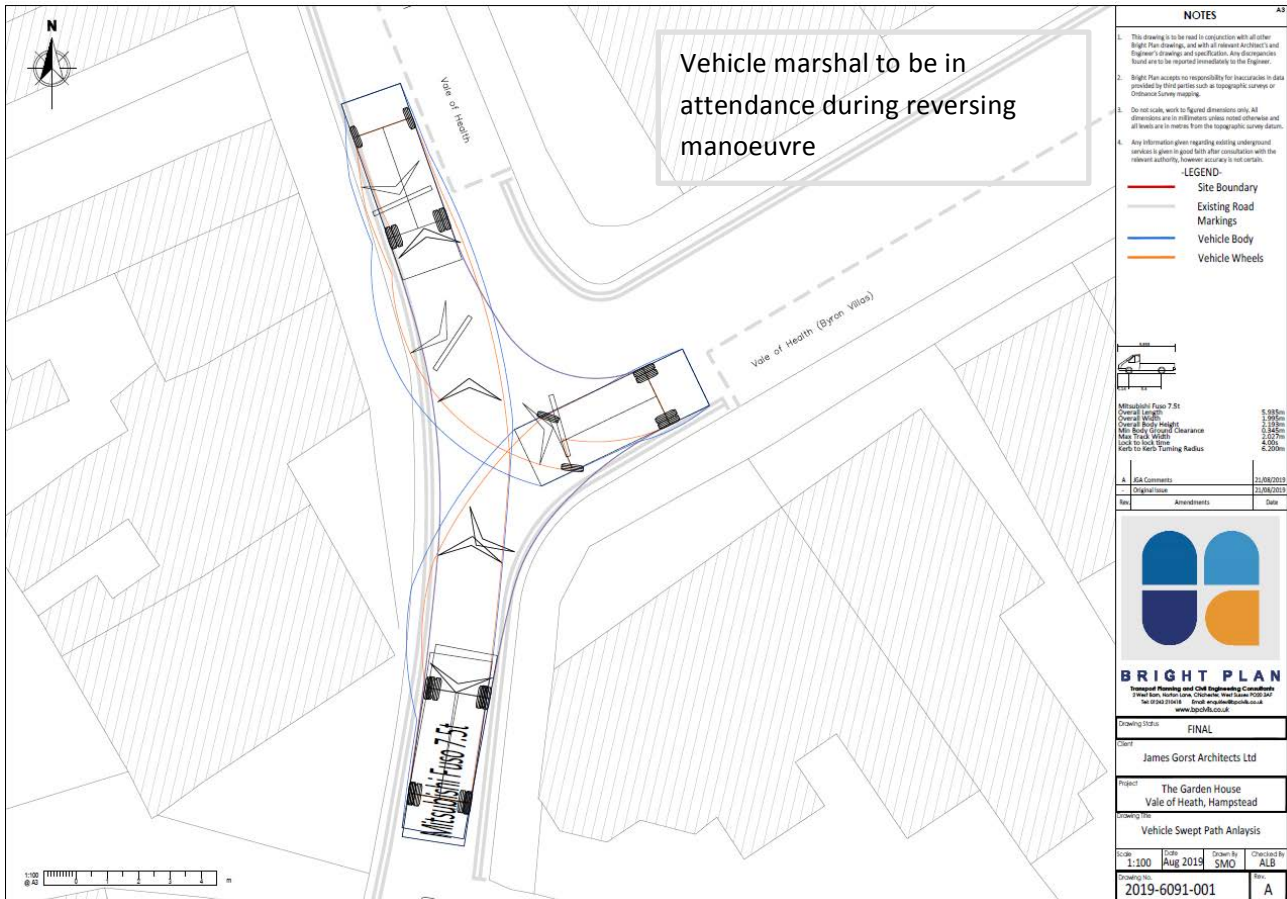 N
Vale of Health
Vehicle marshal to be in
attendance during reversing
manoeuvre
Vale of Health (Byron Villas)
Mitsubishi Fuso 7.5t
1:100
@ A3
0 1 2 3 4 m
A3
NOTES
1. This drawing is to be read in conjunction with all other
Bright Plan drawings, and with all relevant Architect's and
Engineer's drawings and specification. Any discrepancies
found are to be reported immediately to the Engineer.
2. Bright Plan accepts no responsibility for inaccuracies in data
provided by third parties such as topographic surveys or
Ordnance Survey mapping.
3. Do not scale, work to figured dimensions only. All
dimensions are in millimeters unless noted otherwise and
all levels are in metres from the topographic survey datum.
4. Any information given regarding existing underground
services is given in good faith after consultation with the
relevant authority, however accuracy is not certain.
-LEGEND-
Site Boundary
Existing Road
Markings
Vehicle Body
Vehicle Wheels
Mitsubishi Fuso 7.5t
Overall Length 5.935m
Overall Width 1.995m
Overall Body Height 2.193m
Min Body Ground Clearance 0.345m
Max Track Width 2.027m
Lock to lock time 4.00s
Kerb to Kerb Turning Radius 6.200m
A JGA Comments 21/08/2019
- Original Issue 21/08/2019
Rev. Amendments Date
BRIGHT PLAN
Transport Planning and Civil Engineering Consultants
www.bpcivils.co.uk
Drawing Status
FINAL
Client
James Gorst Architects Ltd
Project
The Garden House
Vale of Heath, Hampstead
Drawing Title
Vehicle Swept Path Anlaysis
Scale Date Drawn By Checked By
1:100 Aug 2019 SMO ALB
Drawing No. Rev.
2019-6091-001 A